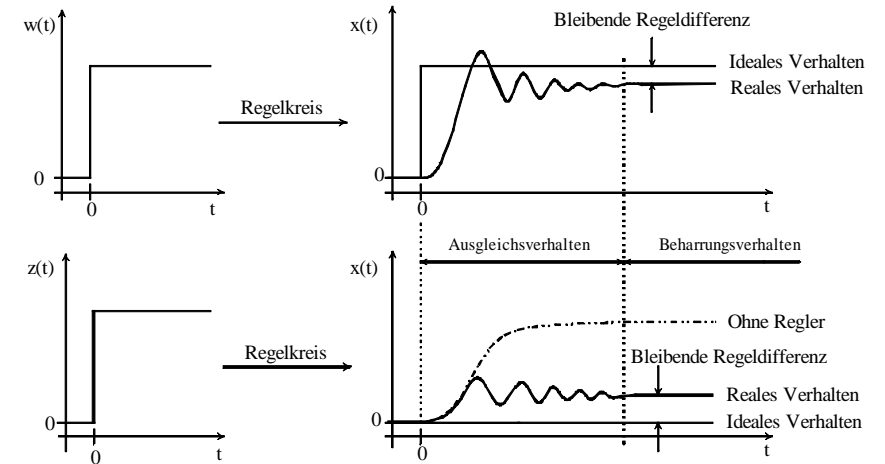 w(t)
x(t)
Bleibende Regeldifferenz
Ideales Verhalten
Reales Verhalten
Regelkreis
0
0
0
t
0
t
Ausgleichsverhalten
Beharrungsverhalten
z(t)
x(t)
Ohne Regler
Regelkreis
Bleibende Regeldifferenz
Reales Verhalten
0
0
Ideales Verhalten
0
t
0
t